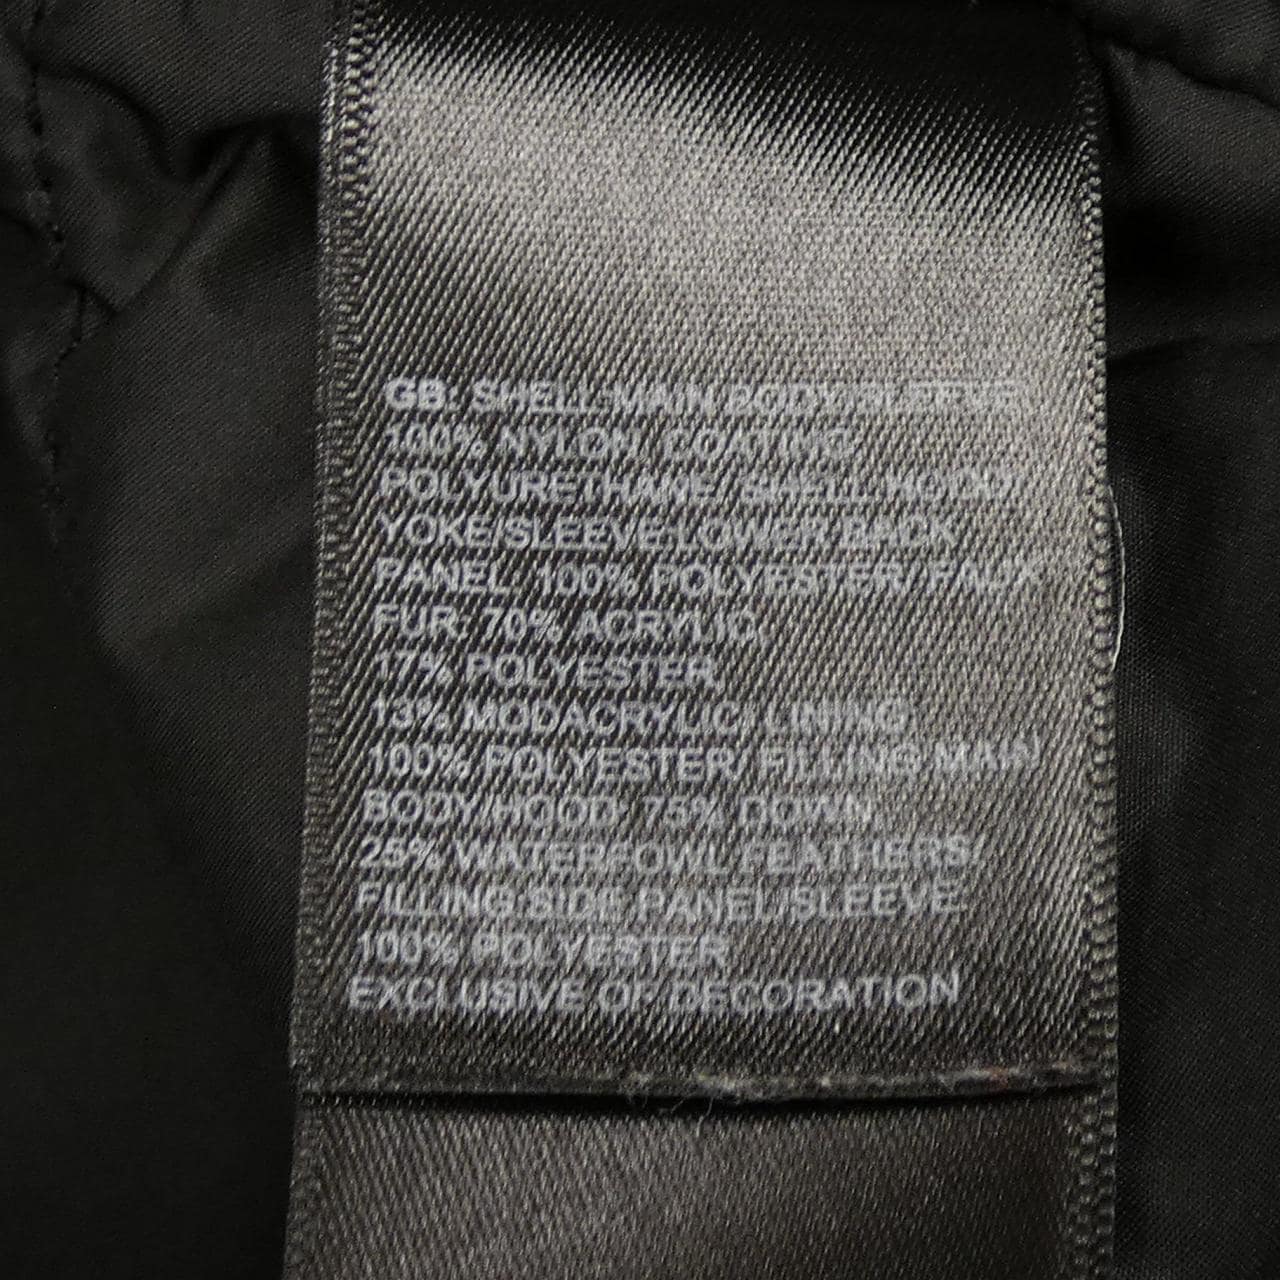 GB: SHELL:MAIN BODY/SLEEVE:
100% NYLON, COATING:
POLYURETHANE/ SHELL:
YOKE/SLEEVE:LOWER BACK
PANEL: 100% POLYESTER/ FAUX
FUR: 70% ACRYLIC,
17% POLYESTER,
13% MODACRYLIC/ LINING:
100% POLYESTER/ FILLING:MAIN
BODY/HOOD: 75% DOWN,
25% WATERFOWL FEATHERS/
FILLING:SIDE PANEL/SLEEVE:
100% POLYESTER
EXCLUSIVE OF DECORATION